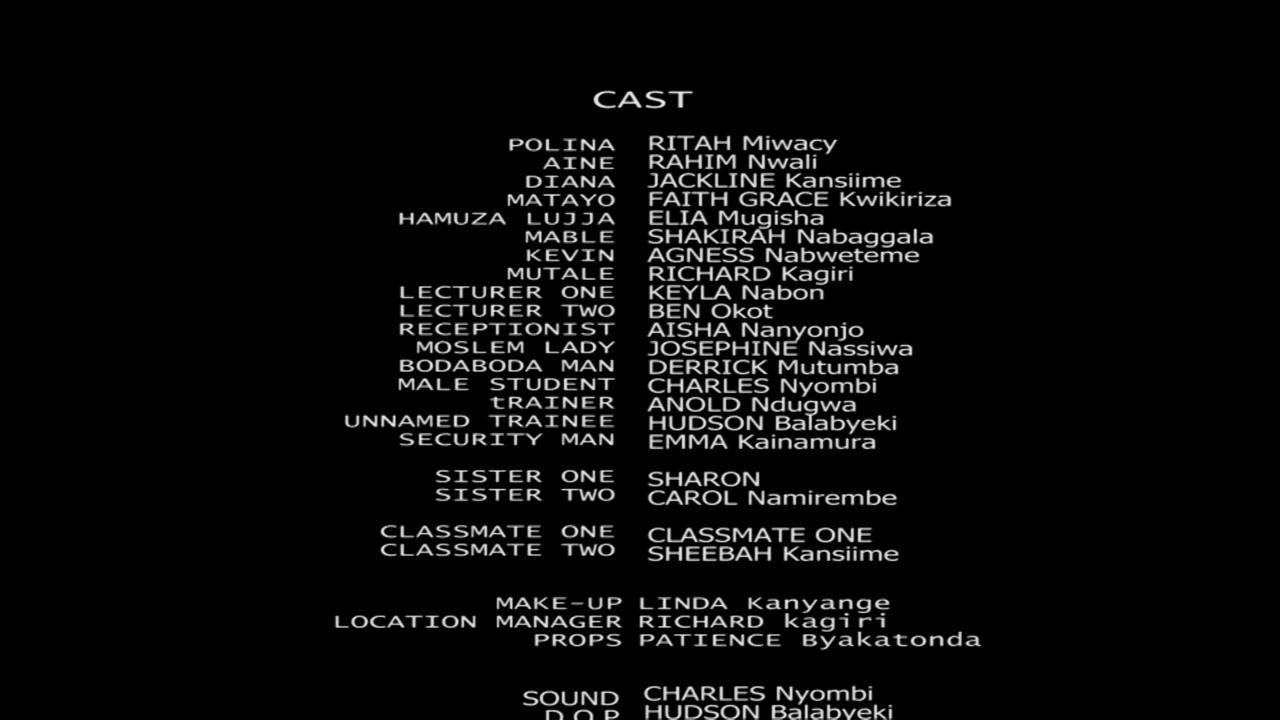 CAST
POLINA RITAH Miwacy
AINE RAHIM Nwali
DIANA JACKLINE Kansiime
MATAYO FAITH GRACE Kwikiriza
HAMUZA LUJJA ELIA Mugisha
MABLE SHAKIRAH Nabaggala
KEVIN AGNESS Nabweteme
MUTALE RICHARD Kagiri
LECTURER ONE KEYLA Nabon
LECTURER TWO BEN Okot
RECEPTIONIST AISHA Nanyonjo
MOSLEM LADY JOSEPHINE Nassiwa
BODABODA MAN DERRICK Mutumba
MALE STUDENT CHARLES Nyombi
tRAINER ANOLD Ndugwa
UNNAMED TRAINEE HUDSON Balabyeki
SECURITY MAN EMMA Kainamura
SISTER ONE SHARON
SISTER TWO CAROL Namirembe
CLASSMATE ONE CLASSMATE ONE
CLASSMATE TWO SHEEBAH Kansiime
MAKE-UP LINDA Kanyange
LOCATION MANAGER RICHARD kagiri
PROPS PATIENCE Byakatonda
SOUND CHARLES Nyombi
D.O.P HUDSON Balabyeki